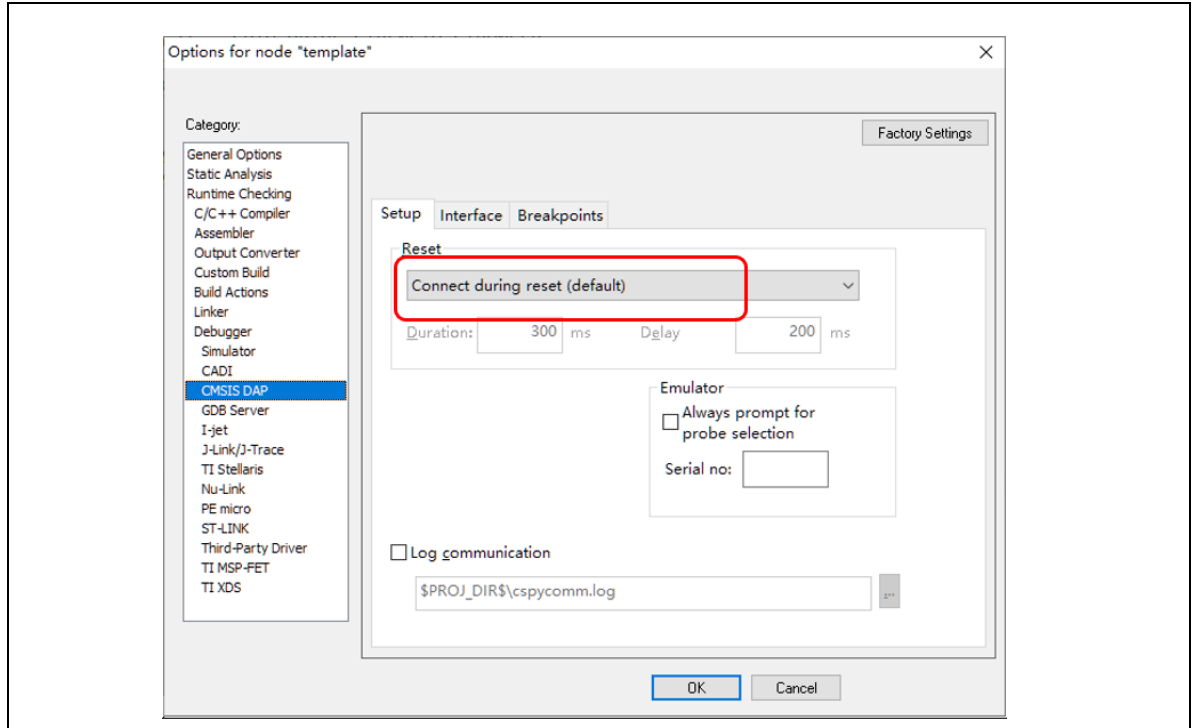 Options for node "template"
Category:
Factory Settings
General Options
Static Analysis
Runtime Checking
C/C++ Compiler
Assembler
Output Converter
Custom Build
Build Actions
Linker
Debugger
Simulator
CADI
CMSIS DAP
GDB Server
I-jet
J-Link/J-Trace
TI Stellaris
Nu-Link
PE micro
ST-LINK
Third-Party Driver
TI MSP-FET
TI XDS
Setup Interface Breakpoints
Reset
Connect during reset (default)
Duration: 300 ms Delay 200 ms
Emulator
Always prompt for
probe selection
Serial no:
Log communication
$PROJ_DIR$\cspycomm.log
...
OK Cancel